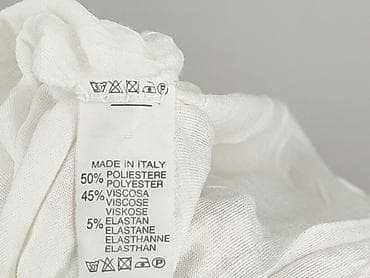 MADE IN ITALY
50% POLIESTERE
POLYESTER
45% VISCOSA
VISCOSE
VISKOSE
5% ELASTAN
ELASTANE
ELASTHANNE
ELASTHAN